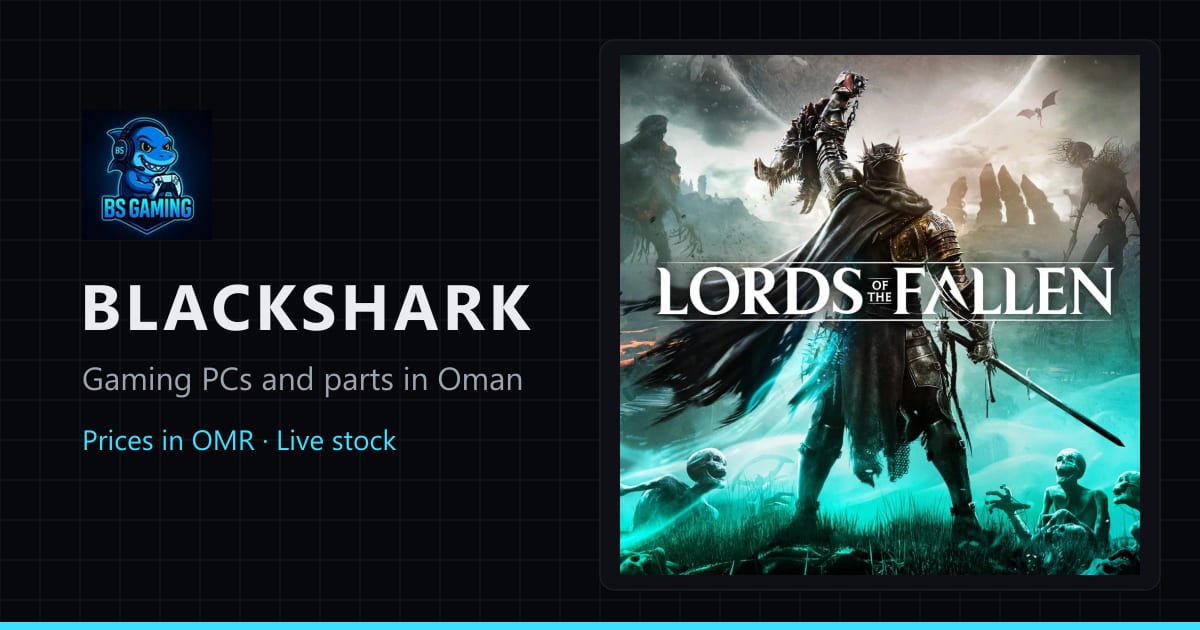 BS
BS GAMING
BLACKSHARK
Gaming PCs and parts in Oman
Prices in OMR · Live stock
LORDS OF THE FALLEN